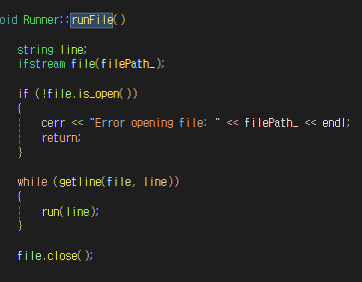 oid Runner::runFile()
string line;
ifstream file(filePath_);
if (!file.is_open())
{
cerr << "Error opening file: " << filePath_ << endl;
return;
}
while (getline(file, line))
{
run(line);
}
file.close();